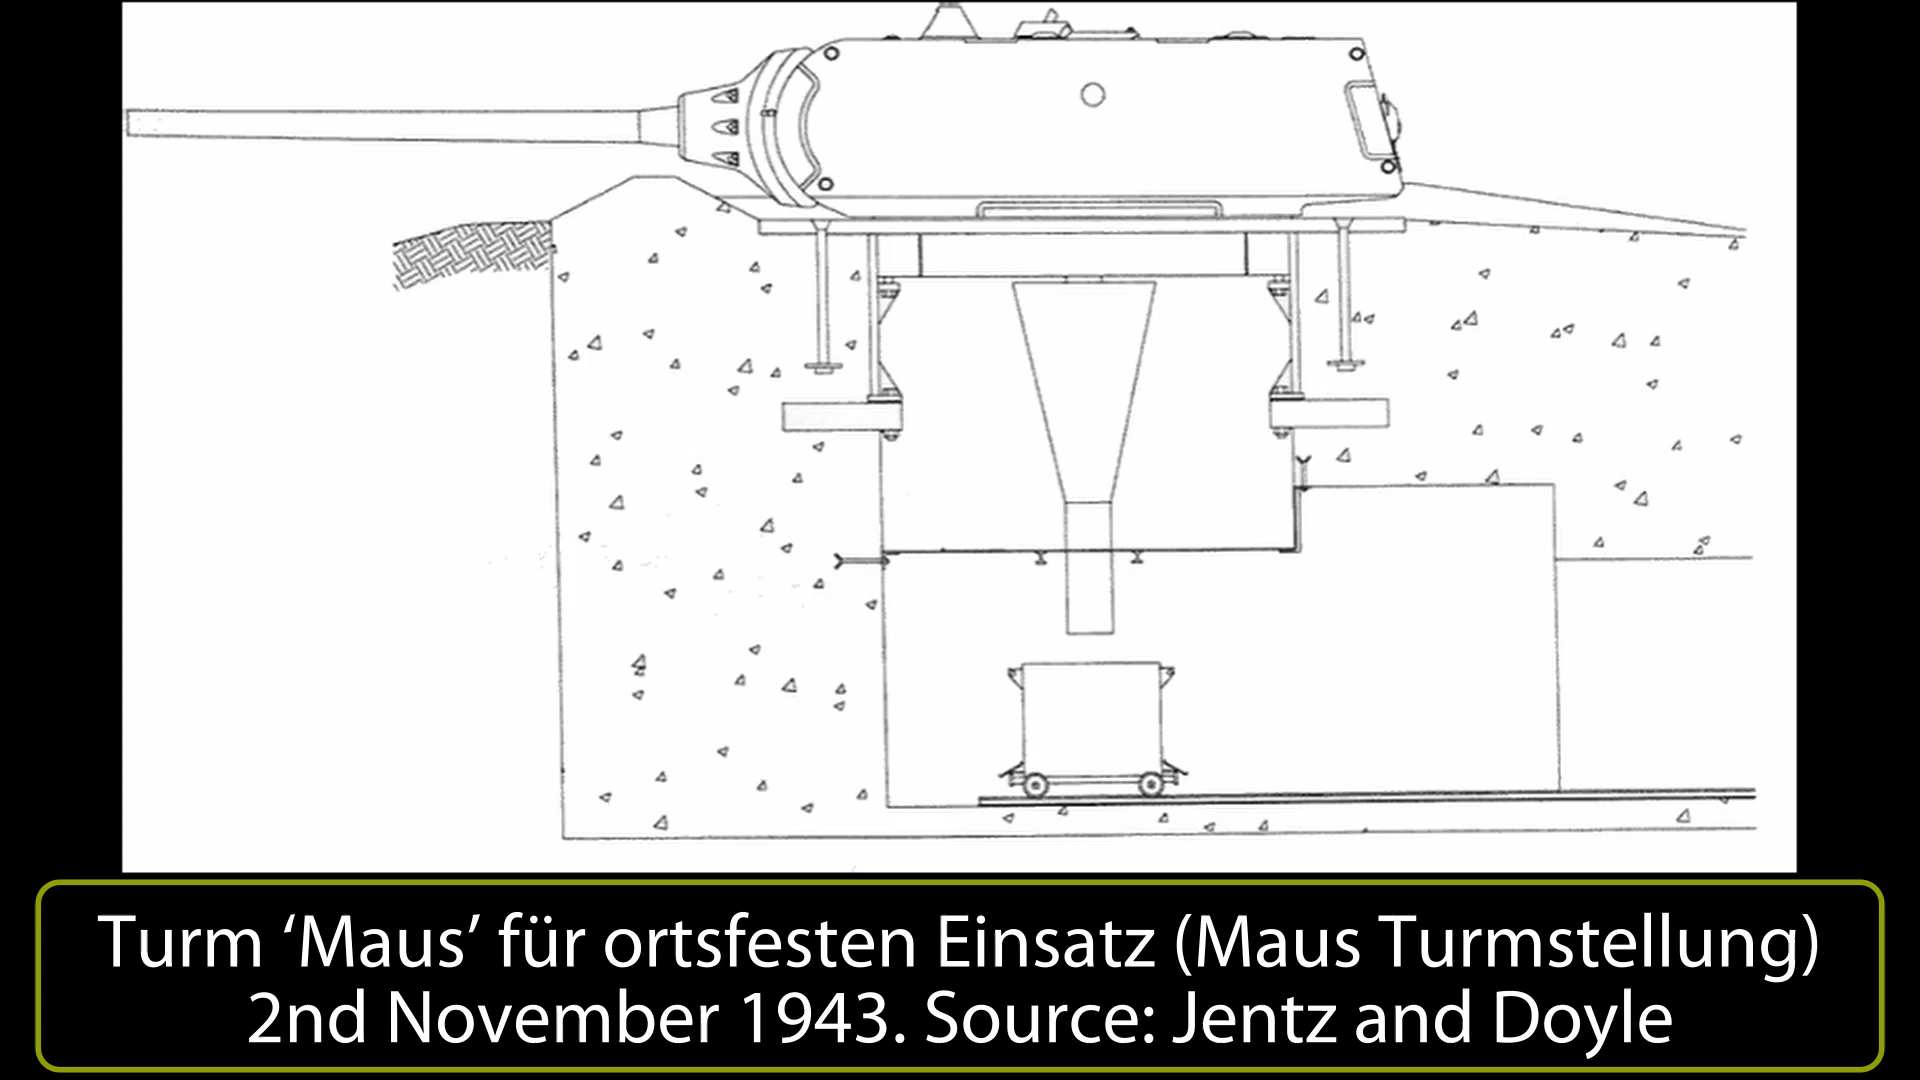 Turm ‘Maus’ für ortsfesten Einsatz (Maus Turmstellung)
2nd November 1943. Source: Jentz and Doyle